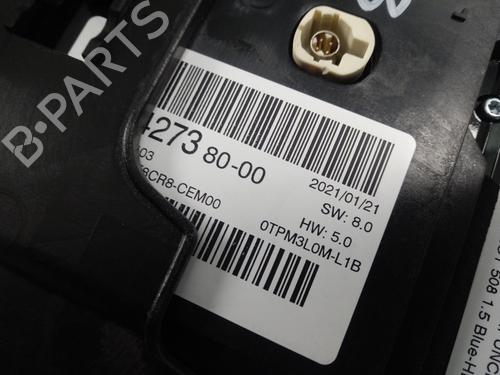 B-PARTS
4273 80-00
2021/01/21
03
SW: 8.0
8CR8-CEM00
HW: 5.0
0TPM3L0M-L1B
508 1.5 Blue-H